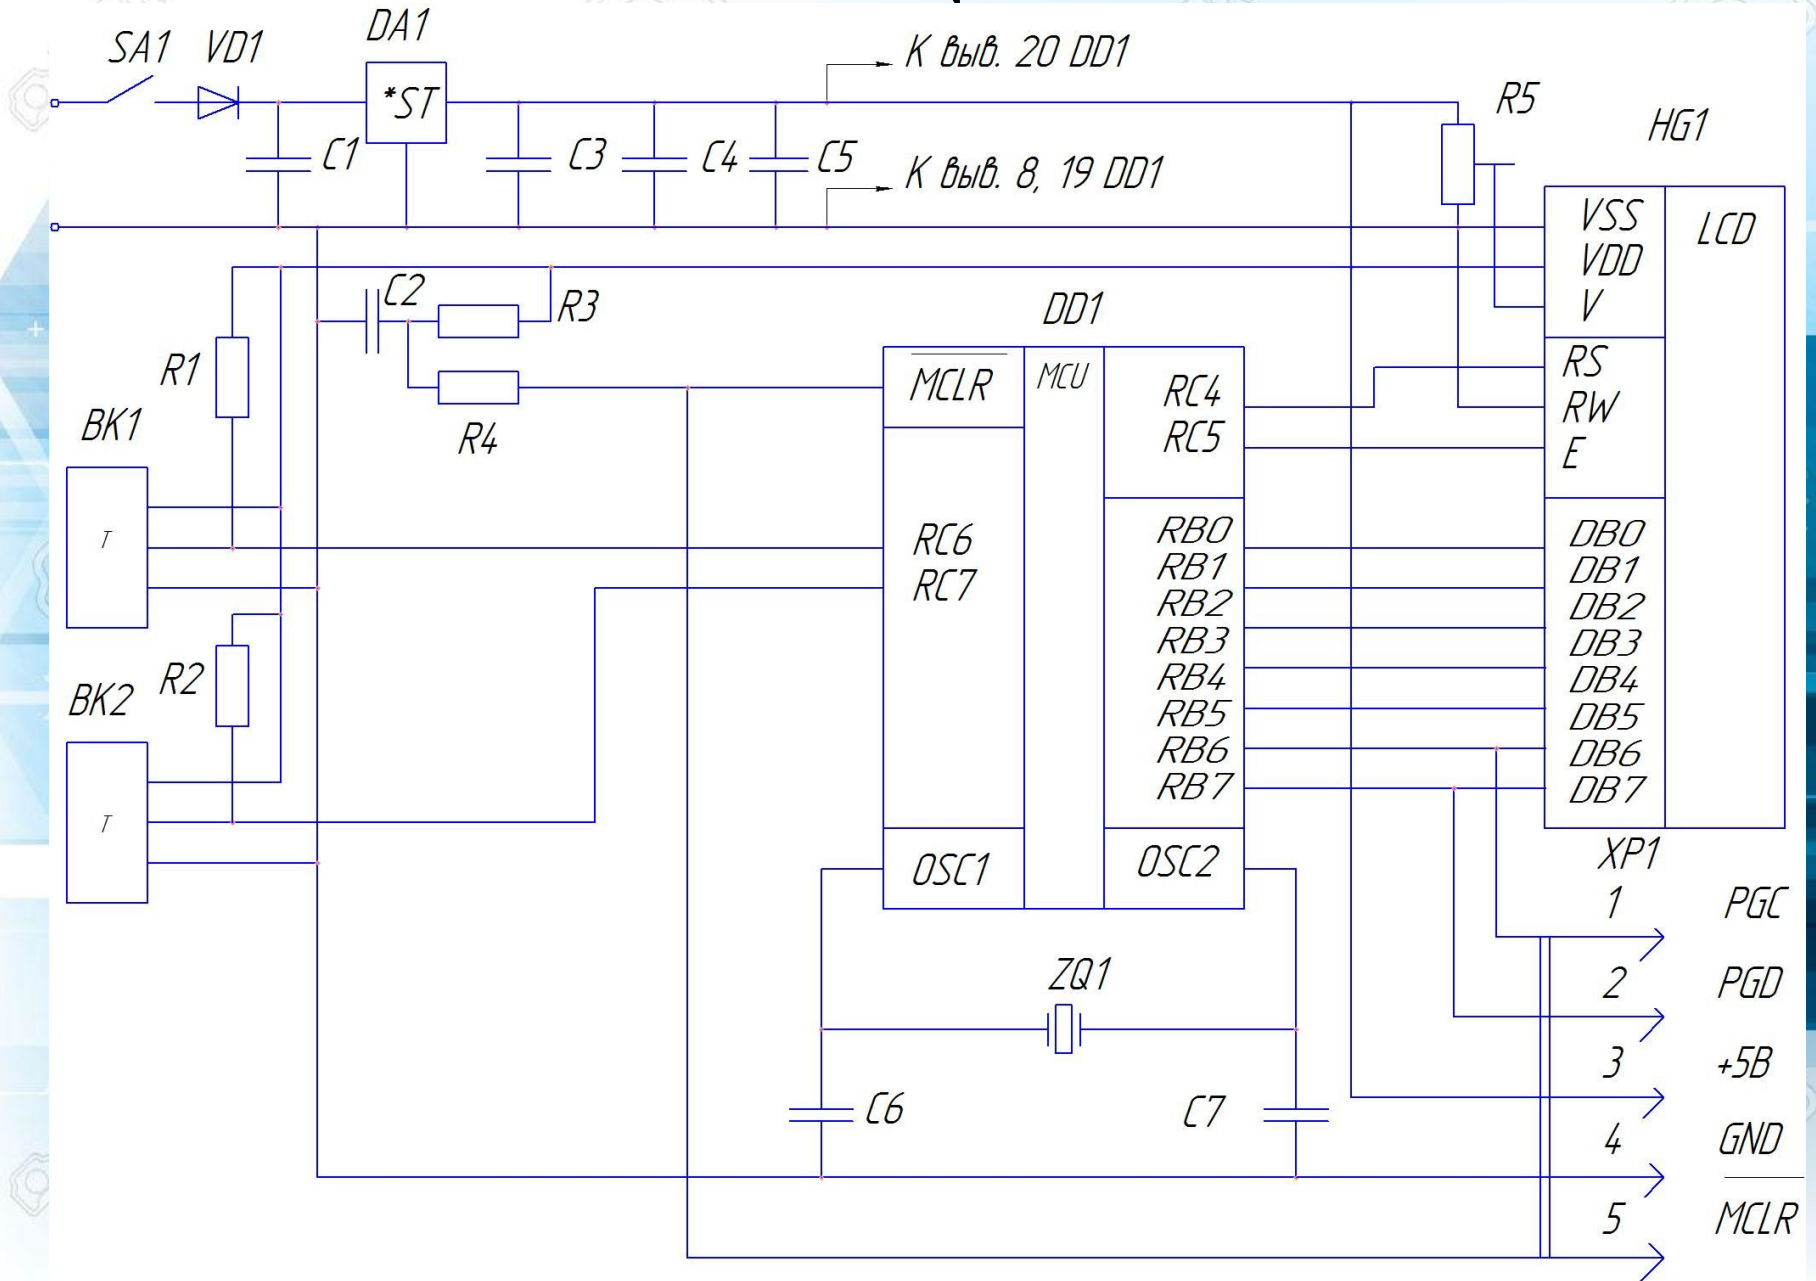 SA1 VD1 DA1
*ST
К выв. 20 DD1
C1 C3 C4 C5
К выв. 8, 19 DD1
R5
HG1
VSS
VDD
V
LCD
RS
RW
E
DB0
DB1
DB2
DB3
DB4
DB5
DB6
DB7
C2
R3
R4
R1
BK1
T
R2
BK2
T
DD1
MCLR
MCU
RC4
RC5
RC6
RC7
RB0
RB1
RB2
RB3
RB4
RB5
RB6
RB7
OSC1
OSC2
ZQ1
C6
C7
XP1
1 PGC
2 PGD
3 +5В
4 GND
5 MCLR